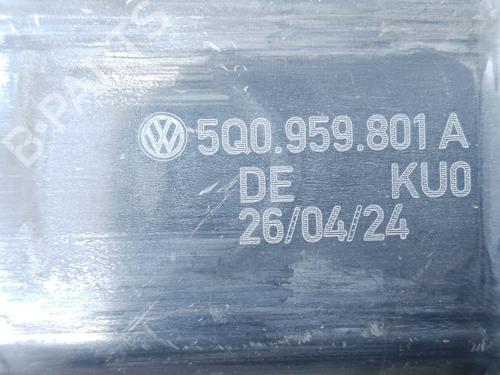 B-PARTS
5Q0.959.801 A
DE KU0
26/04/24